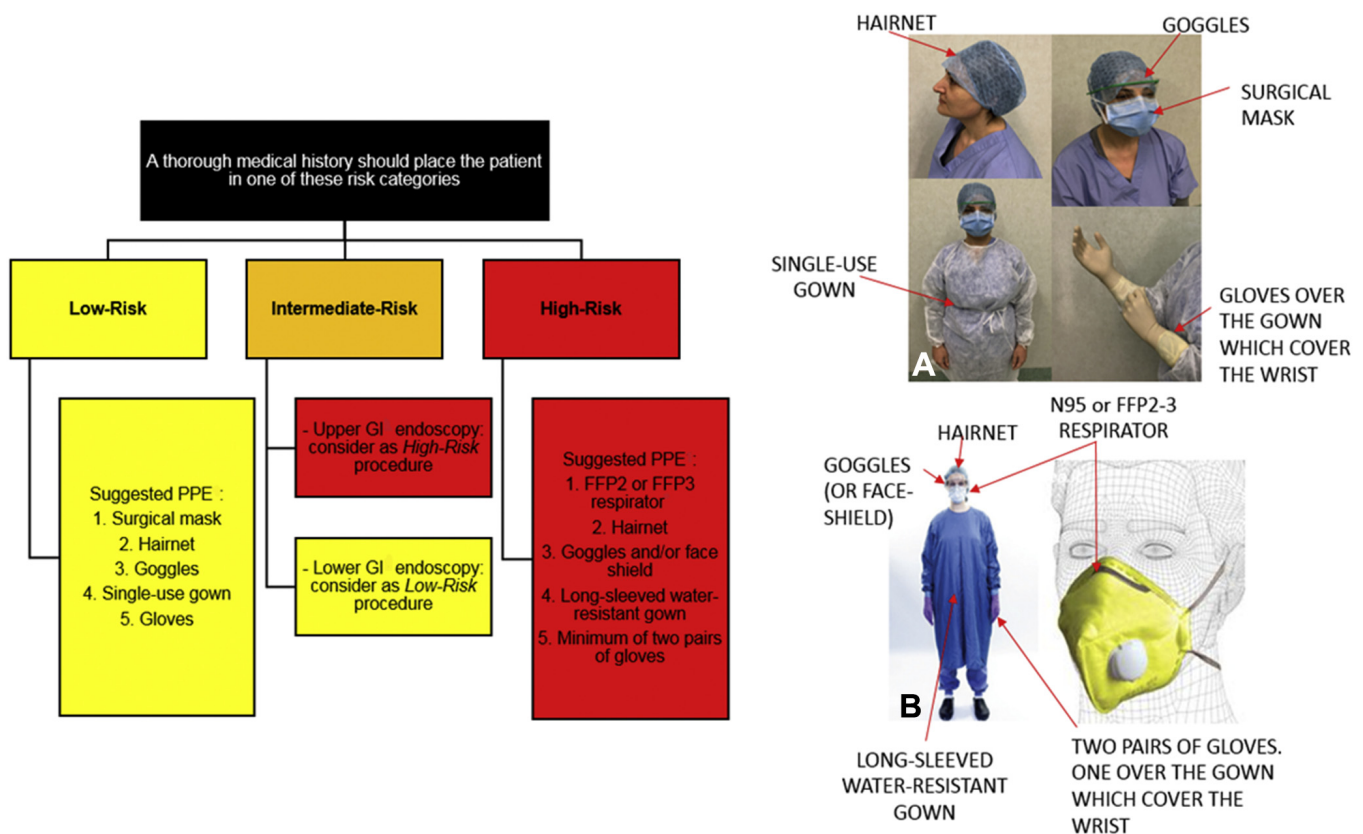 A thorough medical history should place the patient
in one of these risk categories
Low-Risk
Intermediate-Risk
High-Risk
Suggested PPE :
1. Surgical mask
2. Hairnet
3. Goggles
4. Single-use gown
5. Gloves
- Upper GI endoscopy:
consider as High-Risk
procedure
- Lower GI endoscopy:
consider as Low-Risk
procedure
Suggested PPE :
1. FFP2 or FFP3
respirator
2. Hairnet
3. Goggles and/or face
shield
4. Long-sleeved water-
resistant gown
5. Minimum of two pairs
of gloves
HAIRNET
GOGGLES
SURGICAL
MASK
SINGLE-USE
GOWN
GLOVES OVER
THE GOWN
WHICH COVER
THE WRIST
A
N95 or FFP2-3
RESPIRATOR
HAIRNET
GOGGLES
(OR FACE-
SHIELD)
B
LONG-SLEEVED
WATER-RESISTANT
GOWN
TWO PAIRS OF GLOVES.
ONE OVER THE GOWN
WHICH COVER THE
WRIST